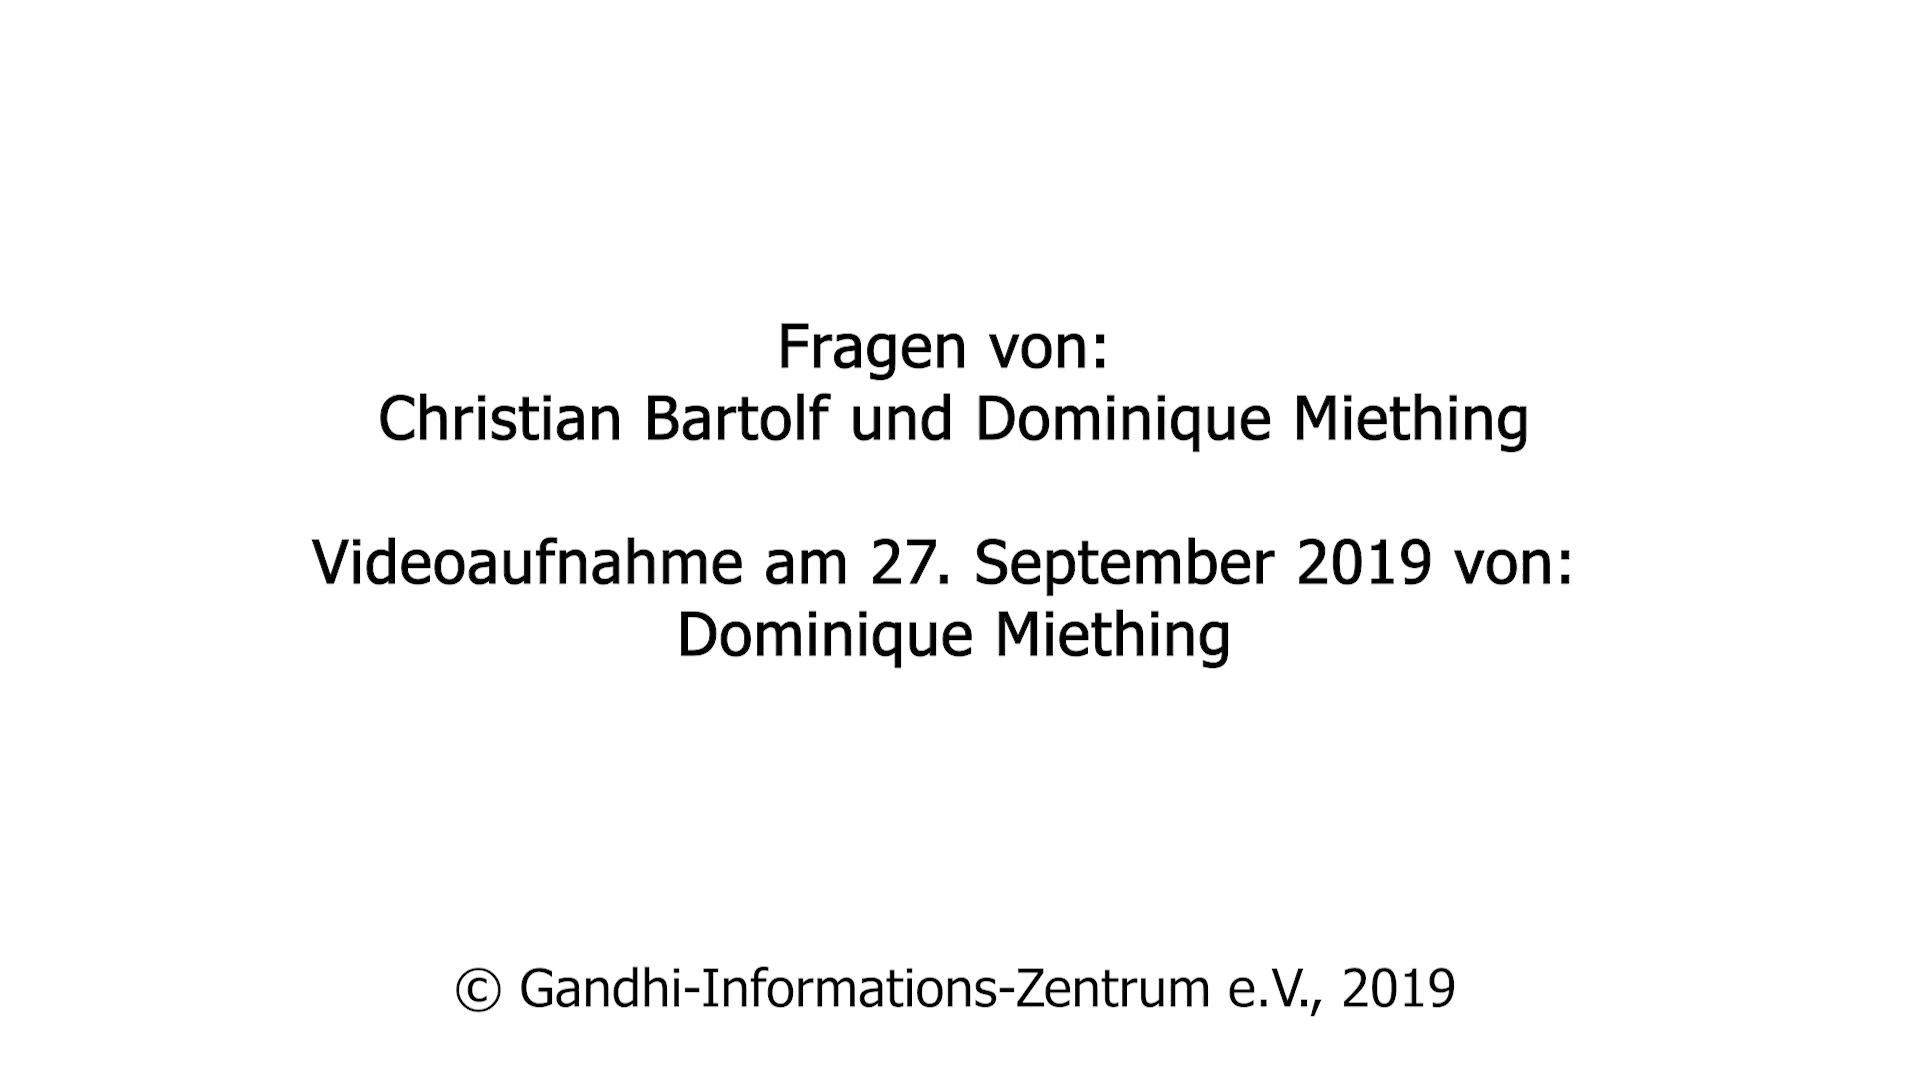 Fragen von:
Christian Bartolf und Dominique Miething
Videoaufnahme am 27. September 2019 von:
Dominique Miething
© Gandhi-Informations-Zentrum e.V., 2019